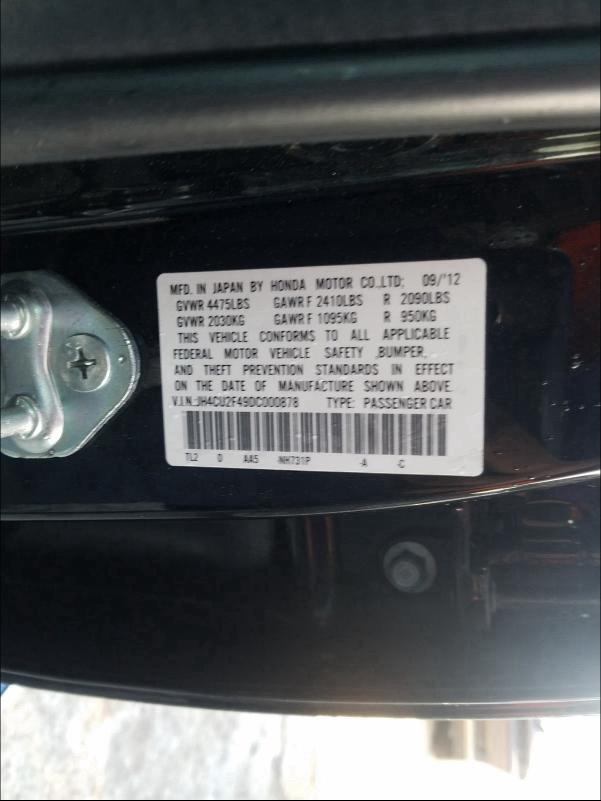 MFD. IN JAPAN BY HONDA MOTOR CO.,LTD; 09/'12
GVWR 4475LBS GAWR F 2410LBS R 2090LBS
GVWR 2030KG GAWR F 1095KG R 950KG
THIS VEHICLE CONFORMS TO ALL APPLICABLE
FEDERAL MOTOR VEHICLE SAFETY ,BUMPER,
AND THEFT PREVENTION STANDARDS IN EFFECT
ON THE DATE OF MANUFACTURE SHOWN ABOVE.
V.I.N.:JH4CU2F49DC000878 TYPE: PASSENGER CAR
TL2 0 AA5 -NH731P -A -C